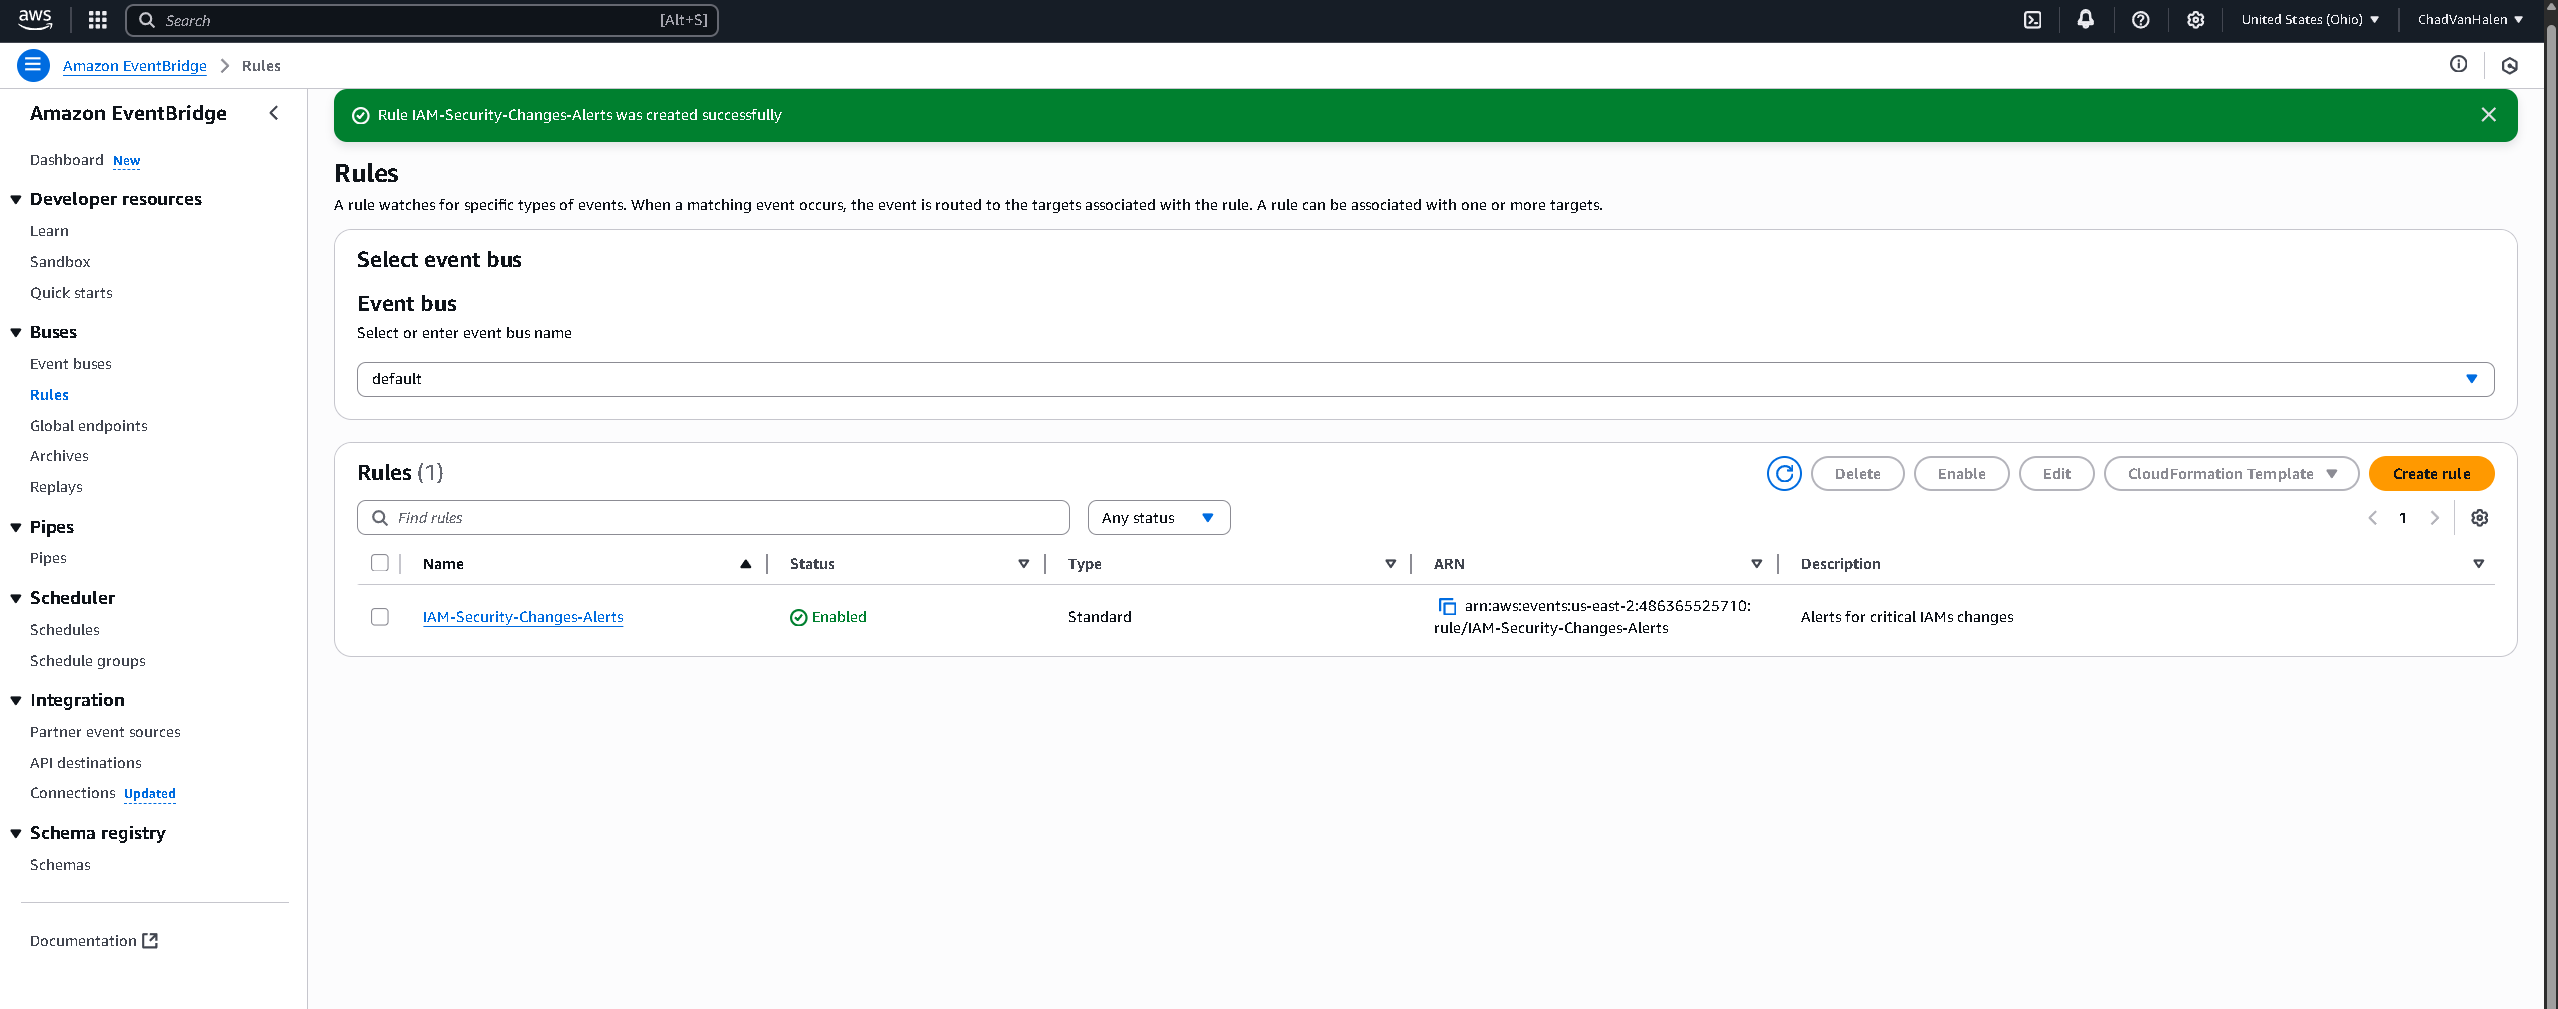 aws
Search
[Alt+S]
United States (Ohio)
ChadVanHalen
Amazon EventBridge
Rules
Amazon EventBridge
Dashboard New
Developer resources
Learn
Sandbox
Quick starts
Buses
Event buses
Rules
Global endpoints
Archives
Replays
Pipes
Pipes
Scheduler
Schedules
Schedule groups
Integration
Partner event sources
API destinations
Connections Updated
Schema registry
Schemas
Documentation
Rule IAM-Security-Changes-Alerts was created successfully
Rules
A rule watches for specific types of events. When a matching event occurs, the event is routed to the targets associated with the rule. A rule can be associated with one or more targets.
Select event bus
Event bus
Select or enter event bus name
default
Rules (1)
Delete
Enable
Edit
CloudFormation Template
Create rule
Find rules
Any status
1
Name
Status
Type
ARN
Description
IAM-Security-Changes-Alerts
Enabled
Standard
arn:aws:events:us-east-2:486365525710:
rule/IAM-Security-Changes-Alerts
Alerts for critical IAMs changes